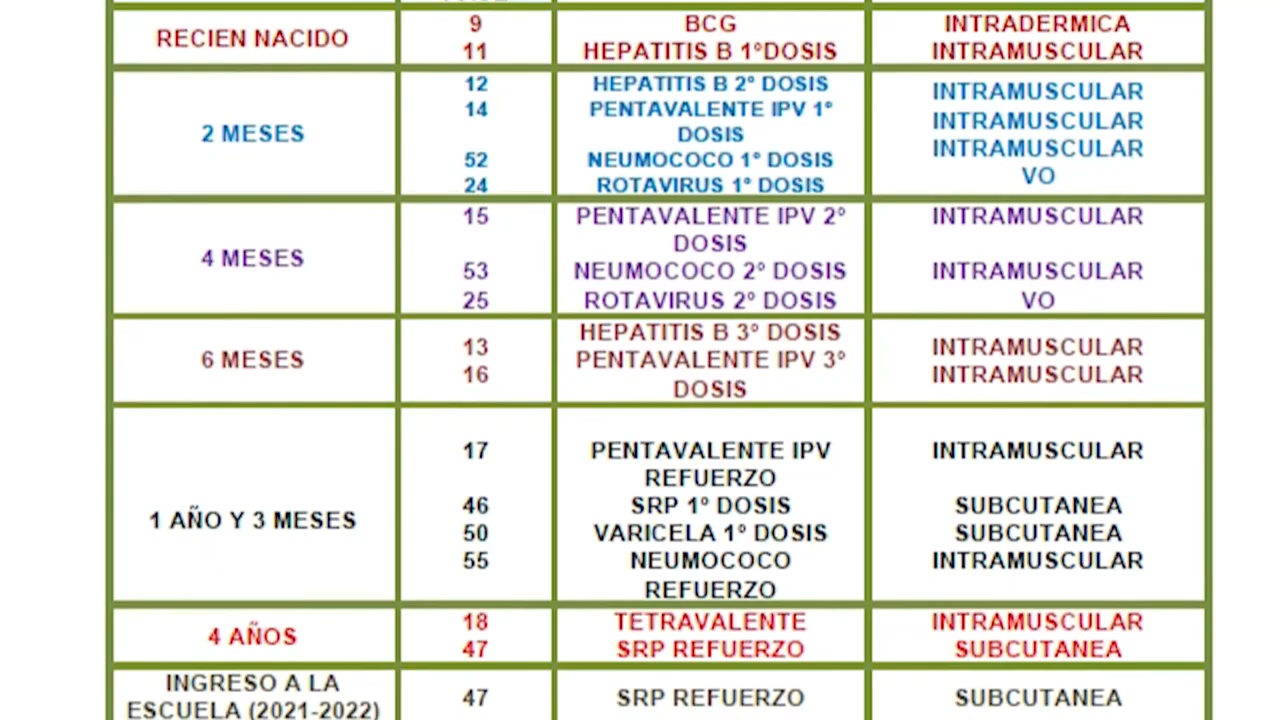 RECIEN NACIDO
9 BCG INTRADERMICA
11 HEPATITIS B 1°DOSIS INTRAMUSCULAR
2 MESES
12 HEPATITIS B 2° DOSIS INTRAMUSCULAR
14 PENTAVALENTE IPV 1° INTRAMUSCULAR
DOSIS
52 NEUMOCOCO 1° DOSIS INTRAMUSCULAR
24 ROTAVIRUS 1° DOSIS VO
4 MESES
15 PENTAVALENTE IPV 2° INTRAMUSCULAR
DOSIS
53 NEUMOCOCO 2° DOSIS INTRAMUSCULAR
25 ROTAVIRUS 2° DOSIS VO
6 MESES
13 HEPATITIS B 3° DOSIS INTRAMUSCULAR
16 PENTAVALENTE IPV 3° INTRAMUSCULAR
DOSIS
1 AÑO Y 3 MESES
17 PENTAVALENTE IPV INTRAMUSCULAR
REFUERZO
46 SRP 1° DOSIS SUBCUTANEA
50 VARICELA 1° DOSIS SUBCUTANEA
55 NEUMOCOCO INTRAMUSCULAR
REFUERZO
4 AÑOS
18 TETRAVALENTE INTRAMUSCULAR
47 SRP REFUERZO SUBCUTANEA
INGRESO A LA
ESCUELA (2021-2022)
47 SRP REFUERZO SUBCUTANEA